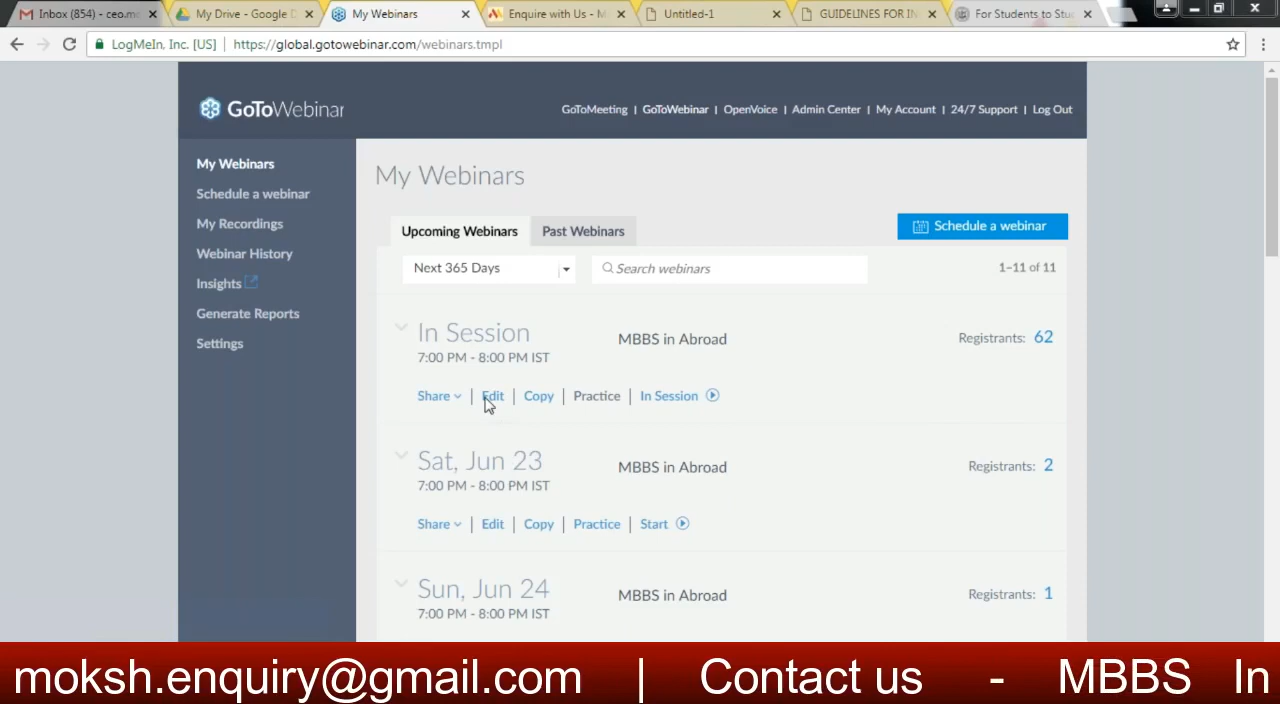 Inbox (854) - ceo.mo
My Drive - Google D
My Webinars
Enquire with Us - M
Untitled-1
GUIDELINES FOR IN
For Students to Stu
LogMeIn, Inc. [US]
https://global.gotowebinar.com/webinars.tmpl
GoToWebinar
GoToMeeting | GoToWebinar | OpenVoice | Admin Center | My Account | 24/7 Support | Log Out
My Webinars
Schedule a webinar
My Recordings
Webinar History
Insights
Generate Reports
Settings
My Webinars
Upcoming Webinars
Past Webinars
Schedule a webinar
Next 365 Days
Search webinars
1–11 of 11
In Session
7:00 PM - 8:00 PM IST
MBBS in Abroad
Registrants: 62
Share | Edit | Copy | Practice | In Session
Sat, Jun 23
7:00 PM - 8:00 PM IST
MBBS in Abroad
Registrants: 2
Share | Edit | Copy | Practice | Start
Sun, Jun 24
7:00 PM - 8:00 PM IST
MBBS in Abroad
Registrants: 1
moksh.enquiry@gmail.com | Contact us - MBBS In